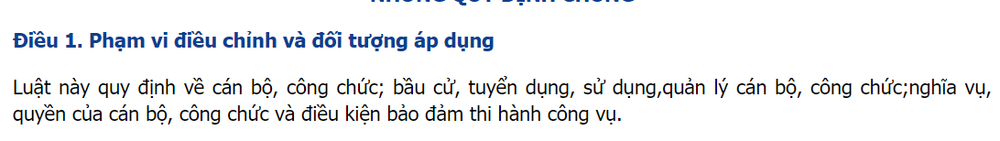 Điều 1. Phạm vi điều chỉnh và đối tượng áp dụng
Luật này quy định về cán bộ, công chức; bầu cử, tuyển dụng, sử dụng,quản lý cán bộ, công chức;nghĩa vụ,
quyền của cán bộ, công chức và điều kiện bảo đảm thi hành công vụ.